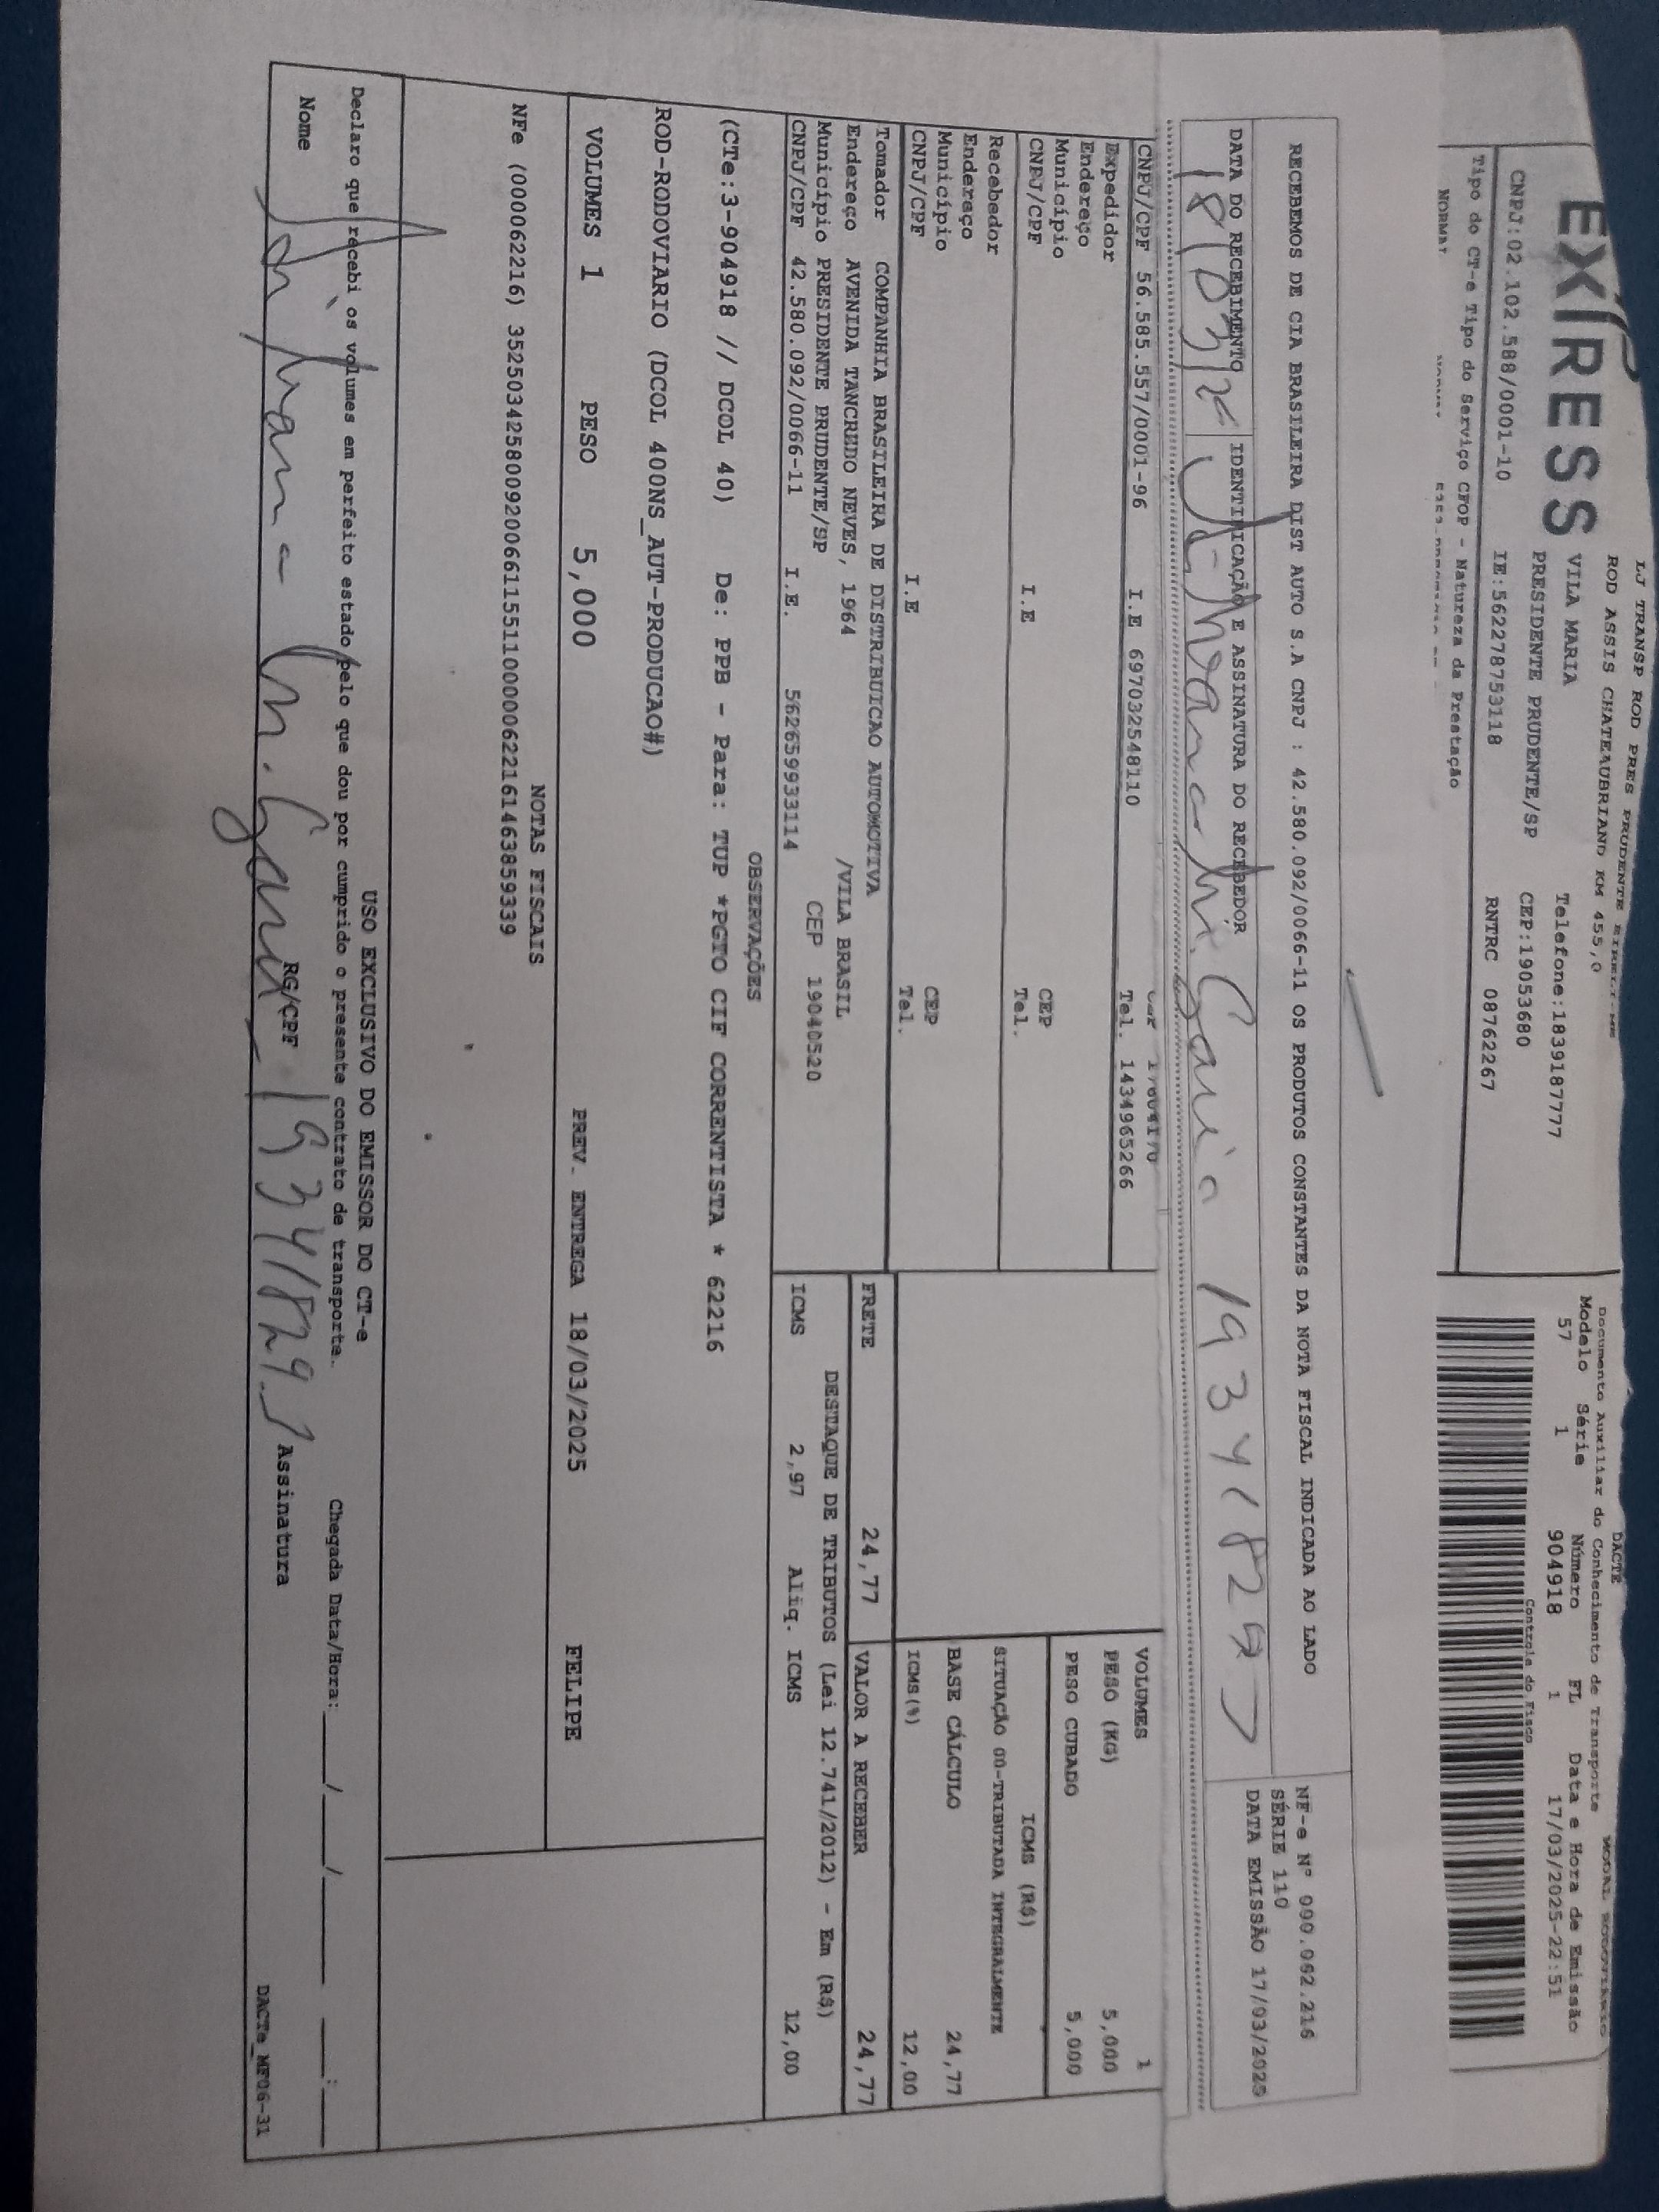 EXPRESS
LJ TRANSP ROD PRES PRUDENTE EIRELI-ME
ROD ASSIS CHATEAUBRIAND KM 455,0
VILA MARIA Telefone:1839187777
PRESIDENTE PRUDENTE/SP CEP:19053680
CNPJ:02.102.588/0001-10 IE:562278753118 RNTRC 08762267
Tipo do CT-e Tipo do Serviço CFOP - Natureza da Prestação
NORMAL
DACTE
Documento Auxiliar do Conhecimento de Transporte MODAL RODOVIÁRIO
Modelo Série Número FL Data e Hora de Emissão
57 1 904918 1 17/03/2025-22:51
Controle do Fisco
RECEBEMOS DE CIA BRASILEIRA DIST AUTO S.A CNPJ : 42.580.092/0066-11 OS PRODUTOS CONSTANTES DA NOTA FISCAL INDICADA AO LADO
NF-e Nº 000.062.216
SÉRIE 110
DATA EMISSÃO 17/03/2025
DATA DO RECEBIMENTO IDENTIFICAÇÃO E ASSINATURA DO RECEBEDOR
18/03/2
CNPJ/CPF 56.585.557/0001-96 I.E 697032548110 Tel. 1434965266
Expedidor
Endereço
Município CEP
CNPJ/CPF I.E Tel.
Recebedor
Endereço
Município CEP
CNPJ/CPF I.E Tel.
Tomador COMPANHIA BRASILEIRA DE DISTRIBUICAO AUTOMOTIVA
Endereço AVENIDA TANCREDO NEVES, 1964 /VILA BRASIL
Município PRESIDENTE PRUDENTE/SP CEP 19040520
CNPJ/CPF 42.580.092/0066-11 I.E. 562659933114
VOLUMES 1
PESO (KG) 5,000
PESO CUBADO 5,000
ICMS (R$)
SITUAÇÃO 00-TRIBUTADA INTEGRALMENTE
BASE CÁLCULO 24,77
ICMS(%) 12,00
FRETE 24,77 VALOR A RECEBER 24,77
DESTAQUE DE TRIBUTOS (Lei 12.741/2012) - Em (R$)
ICMS 2,97 Aliq. ICMS 12,00
OBSERVAÇÕES
(CTe:3-904918 // DCOL 40) De: PPB - Para: TUP *PGTO CIF CORRENTISTA * 62216
ROD-RODOVIARIO (DCOL 400NS_AUT-PRODUCAO#)
VOLUMES 1 PESO 5,000 PREV. ENTREGA 18/03/2025 FELIPE
NOTAS FISCAIS
NFe (00062216) 35250342580092006611551100000622161463859339
USO EXCLUSIVO DO EMISSOR DO CT-e
Declaro que recebi os volumes em perfeito estado pelo que dou por cumprido o presente contrato de transporte. Chegada Data/Hora: ___/___/_____ ___:___
Nome RG/CPF Assinatura
DACTe_MF06-31